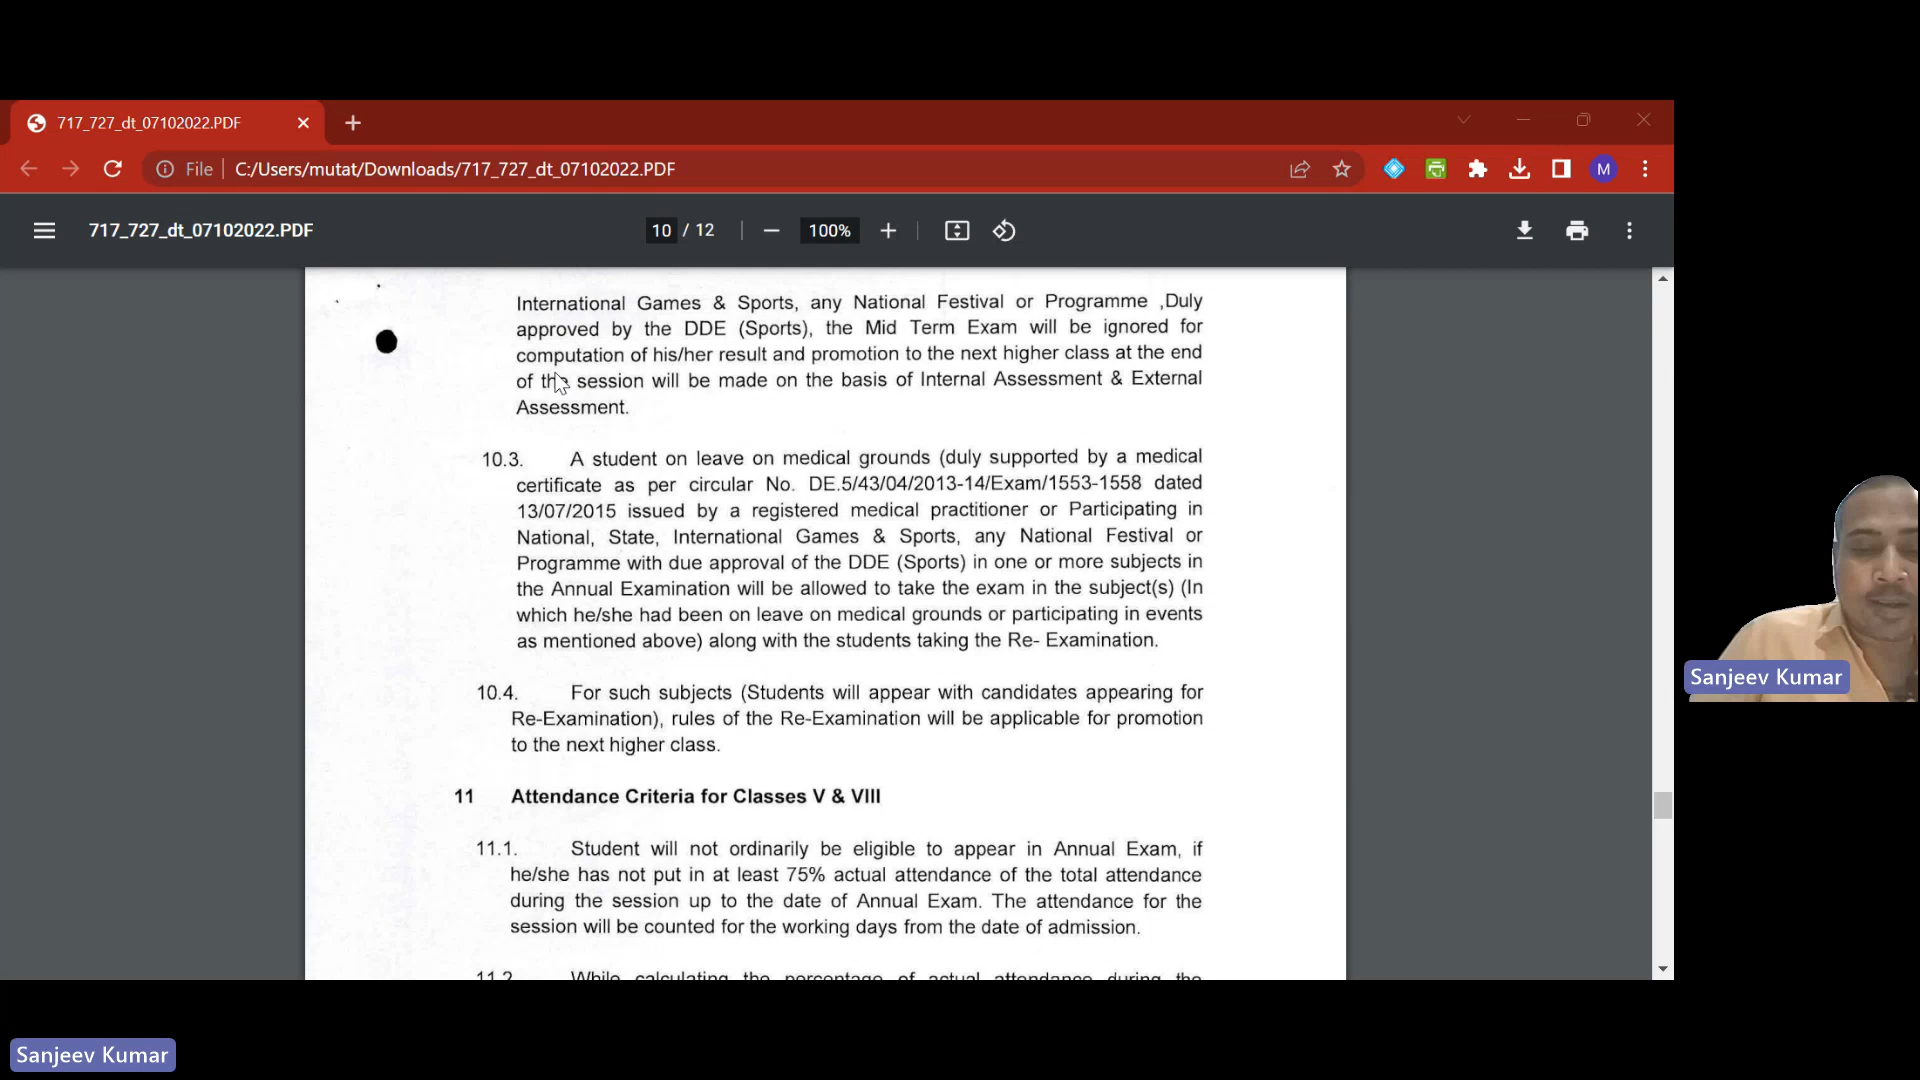 717_727_dt_07102022.PDF
File C:/Users/mutat/Downloads/717_727_dt_07102022.PDF
M
717_727_dt_07102022.PDF
10 / 12
100%
International Games & Sports, any National Festival or Programme ,Duly
approved by the DDE (Sports), the Mid Term Exam will be ignored for
computation of his/her result and promotion to the next higher class at the end
of the session will be made on the basis of Internal Assessment & External
Assessment.
10.3. A student on leave on medical grounds (duly supported by a medical
certificate as per circular No. DE.5/43/04/2013-14/Exam/1553-1558 dated
13/07/2015 issued by a registered medical practitioner or Participating in
National, State, International Games & Sports, any National Festival or
Programme with due approval of the DDE (Sports) in one or more subjects in
the Annual Examination will be allowed to take the exam in the subject(s) (In
which he/she had been on leave on medical grounds or participating in events
as mentioned above) along with the students taking the Re- Examination.
10.4. For such subjects (Students will appear with candidates appearing for
Re-Examination), rules of the Re-Examination will be applicable for promotion
to the next higher class.
11 Attendance Criteria for Classes V & VIII
11.1. Student will not ordinarily be eligible to appear in Annual Exam, if
he/she has not put in at least 75% actual attendance of the total attendance
during the session up to the date of Annual Exam. The attendance for the
session will be counted for the working days from the date of admission.
11.2. While calculating the percentage of actual attendance during the
Sanjeev Kumar
Sanjeev Kumar